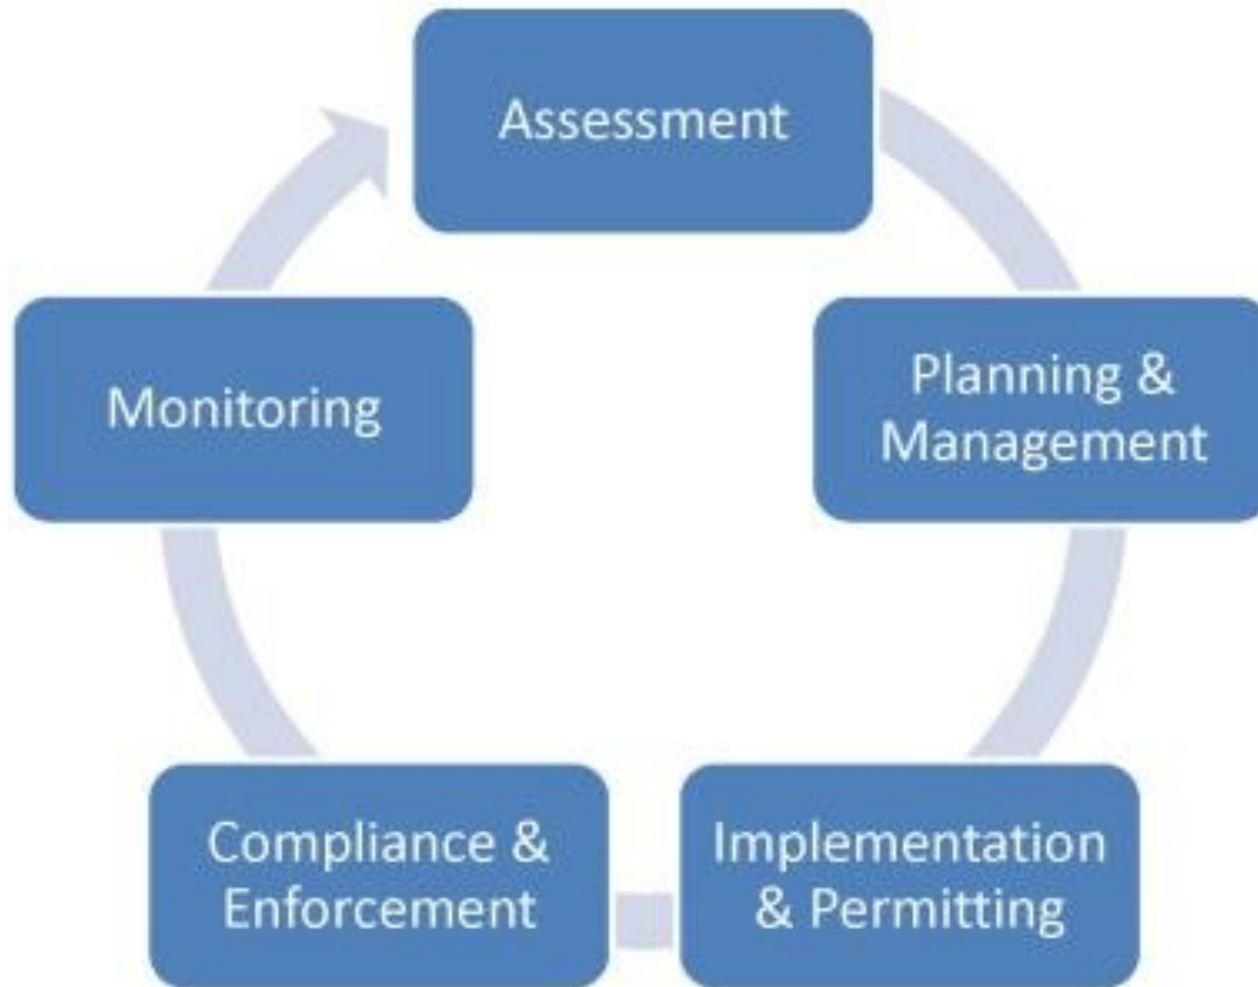 Assessment
Planning &
Management
Implementation
& Permitting
Compliance &
Enforcement
Monitoring